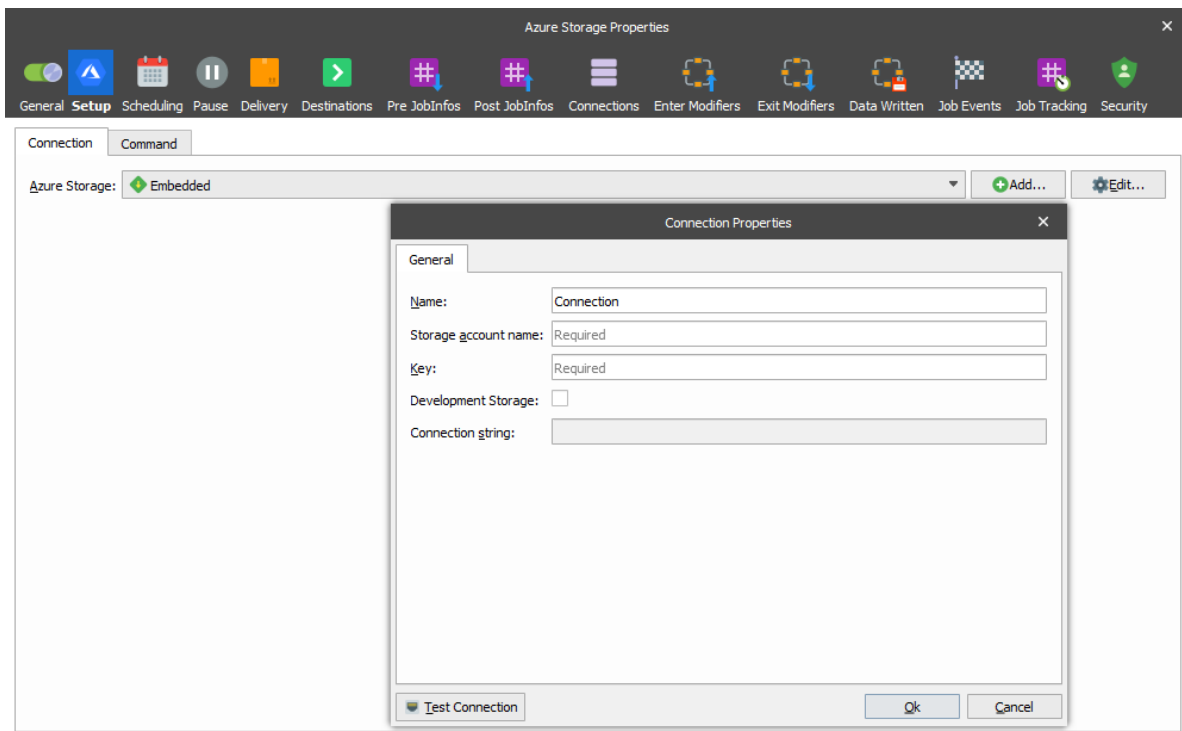 Azure Storage Properties
General Setup Scheduling Pause Delivery Destinations Pre JobInfos Post JobInfos Connections Enter Modifiers Exit Modifiers Data Written Job Events Job Tracking Security
Connection Command
Azure Storage: Embedded Add... Edit...
Connection Properties
General
Name: Connection
Storage account name: Required
Key: Required
Development Storage:
Connection string:
Test Connection Ok Cancel